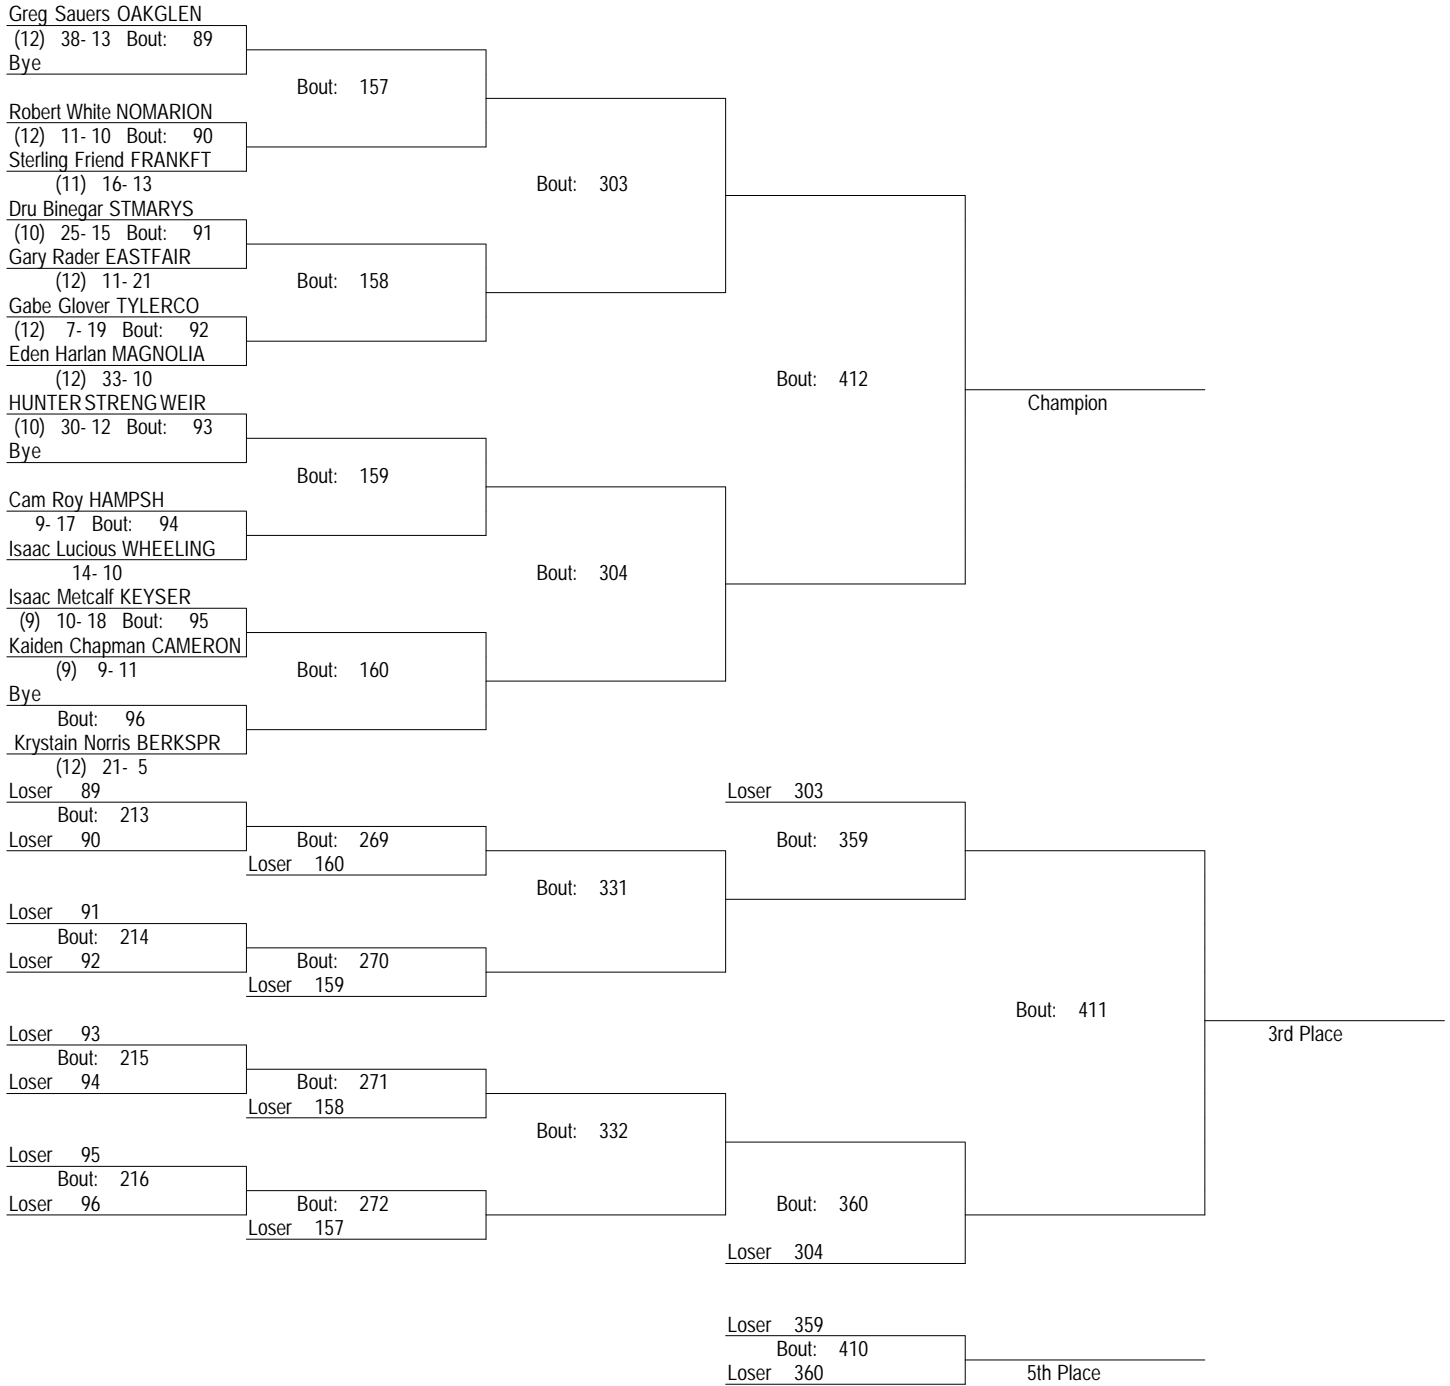 Greg Sauers OAKGLEN
(12) 38- 13 Bout: 89
Bye
Bout: 157
Robert White NOMARION
(12) 11- 10 Bout: 90
Sterling Friend FRANKFT
(11) 16- 13
Bout: 303
Dru Binegar STMARYS
(10) 25- 15 Bout: 91
Gary Rader EASTFAIR
(12) 11- 21
Bout: 158
Gabe Glover TYLERCO
(12) 7- 19 Bout: 92
Eden Harlan MAGNOLIA
(12) 33- 10
Bout: 412
HUNTER STRENG WEIR
Champion
(10) 30- 12 Bout: 93
Bye
Bout: 159
Cam Roy HAMPSH
9- 17 Bout: 94
Isaac Lucious WHEELING
14- 10
Bout: 304
Isaac Metcalf KEYSER
(9) 10- 18 Bout: 95
Kaiden Chapman CAMERON
(9) 9- 11
Bout: 160
Bye
Bout: 96
Krystain Norris BERKSPR
(12) 21- 5
Loser 89
Loser 303
Bout: 213
Loser 90
Bout: 269
Bout: 359
Loser 160
Bout: 331
Loser 91
Bout: 214
Loser 92
Bout: 270
Loser 159
Bout: 411
Loser 93
3rd Place
Bout: 215
Loser 94
Bout: 271
Loser 158
Bout: 332
Loser 95
Bout: 216
Loser 96
Bout: 272
Bout: 360
Loser 157
Loser 304
Loser 359
Bout: 410
Loser 360
5th Place